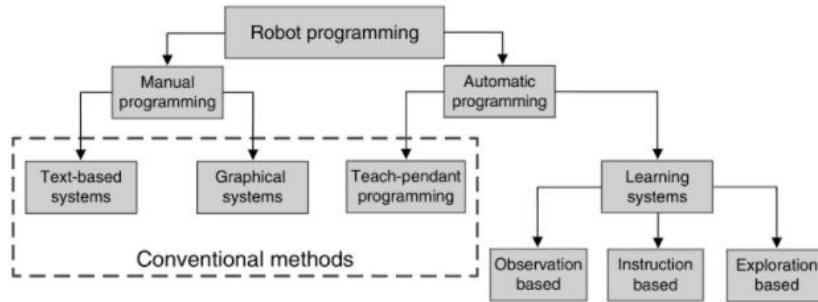 Robot programming
Manual
programming
Automatic
programming
Text-based
systems
Graphical
systems
Teach-pendant
programming
Learning
systems
Conventional methods
Observation
based
Instruction
based
Exploration
based